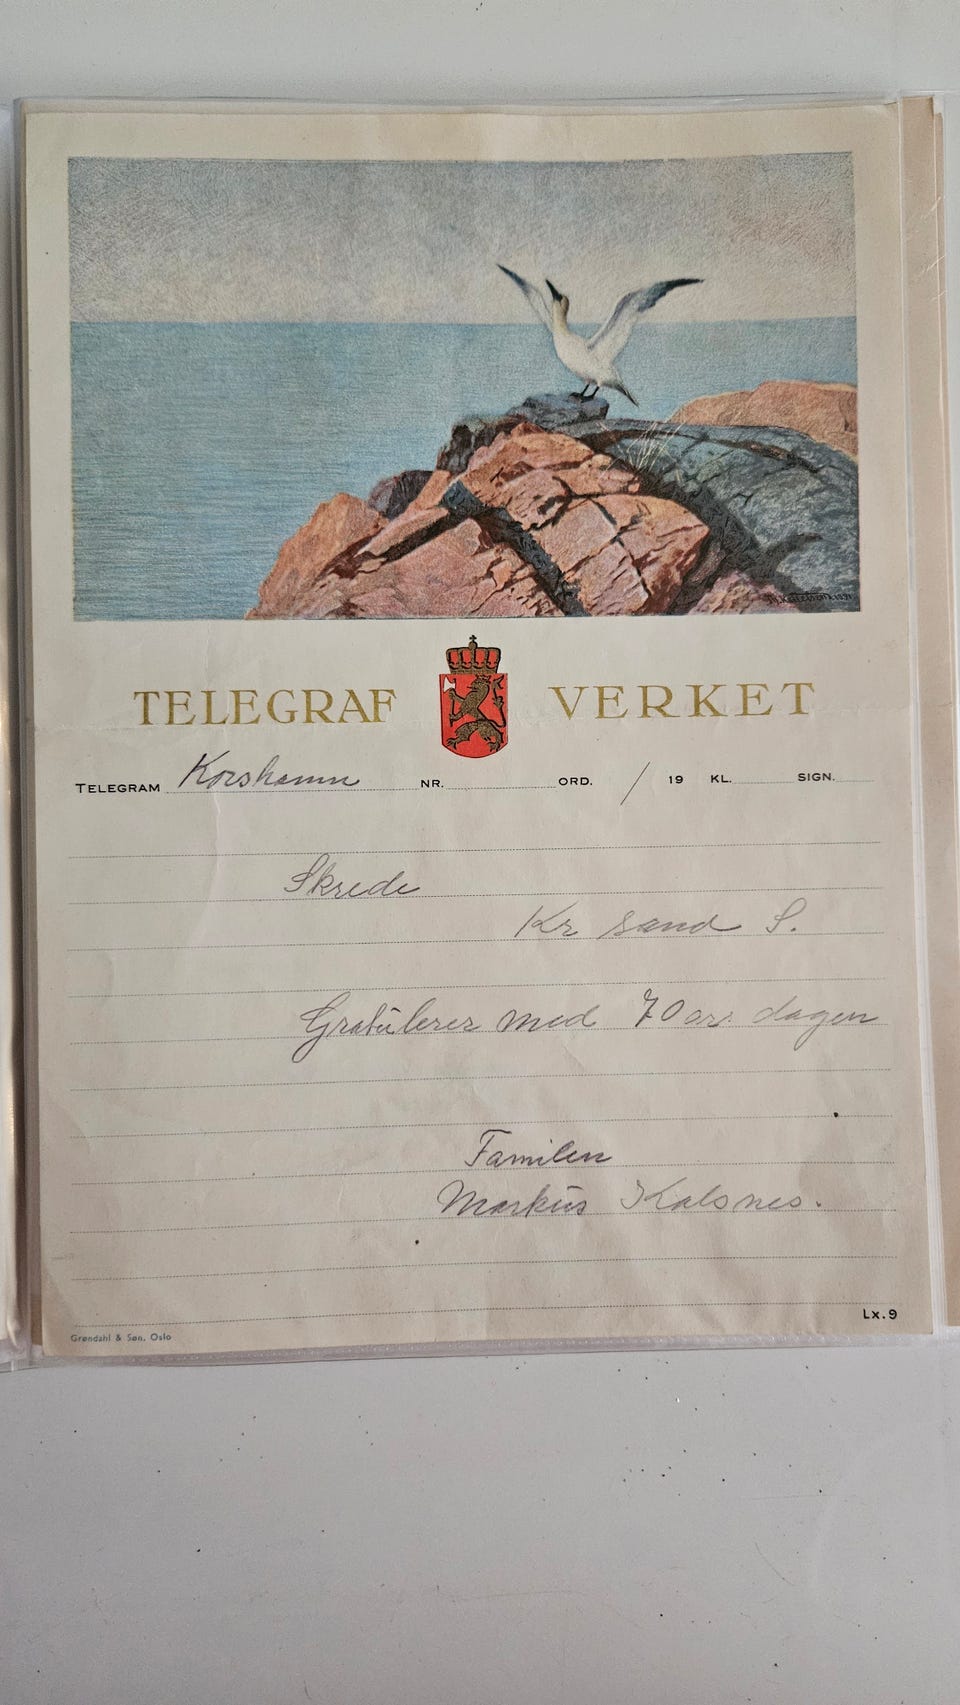 TELEGRAF VERKET
TELEGRAM Korshamn NR. ORD. / 19 KL. SIGN.
Skrede
Kr sand S.
Gratulerer med 70 års dagen
Familien
Markus Kalsnes.
Lx. 9
Grøndahl & Søn, Oslo